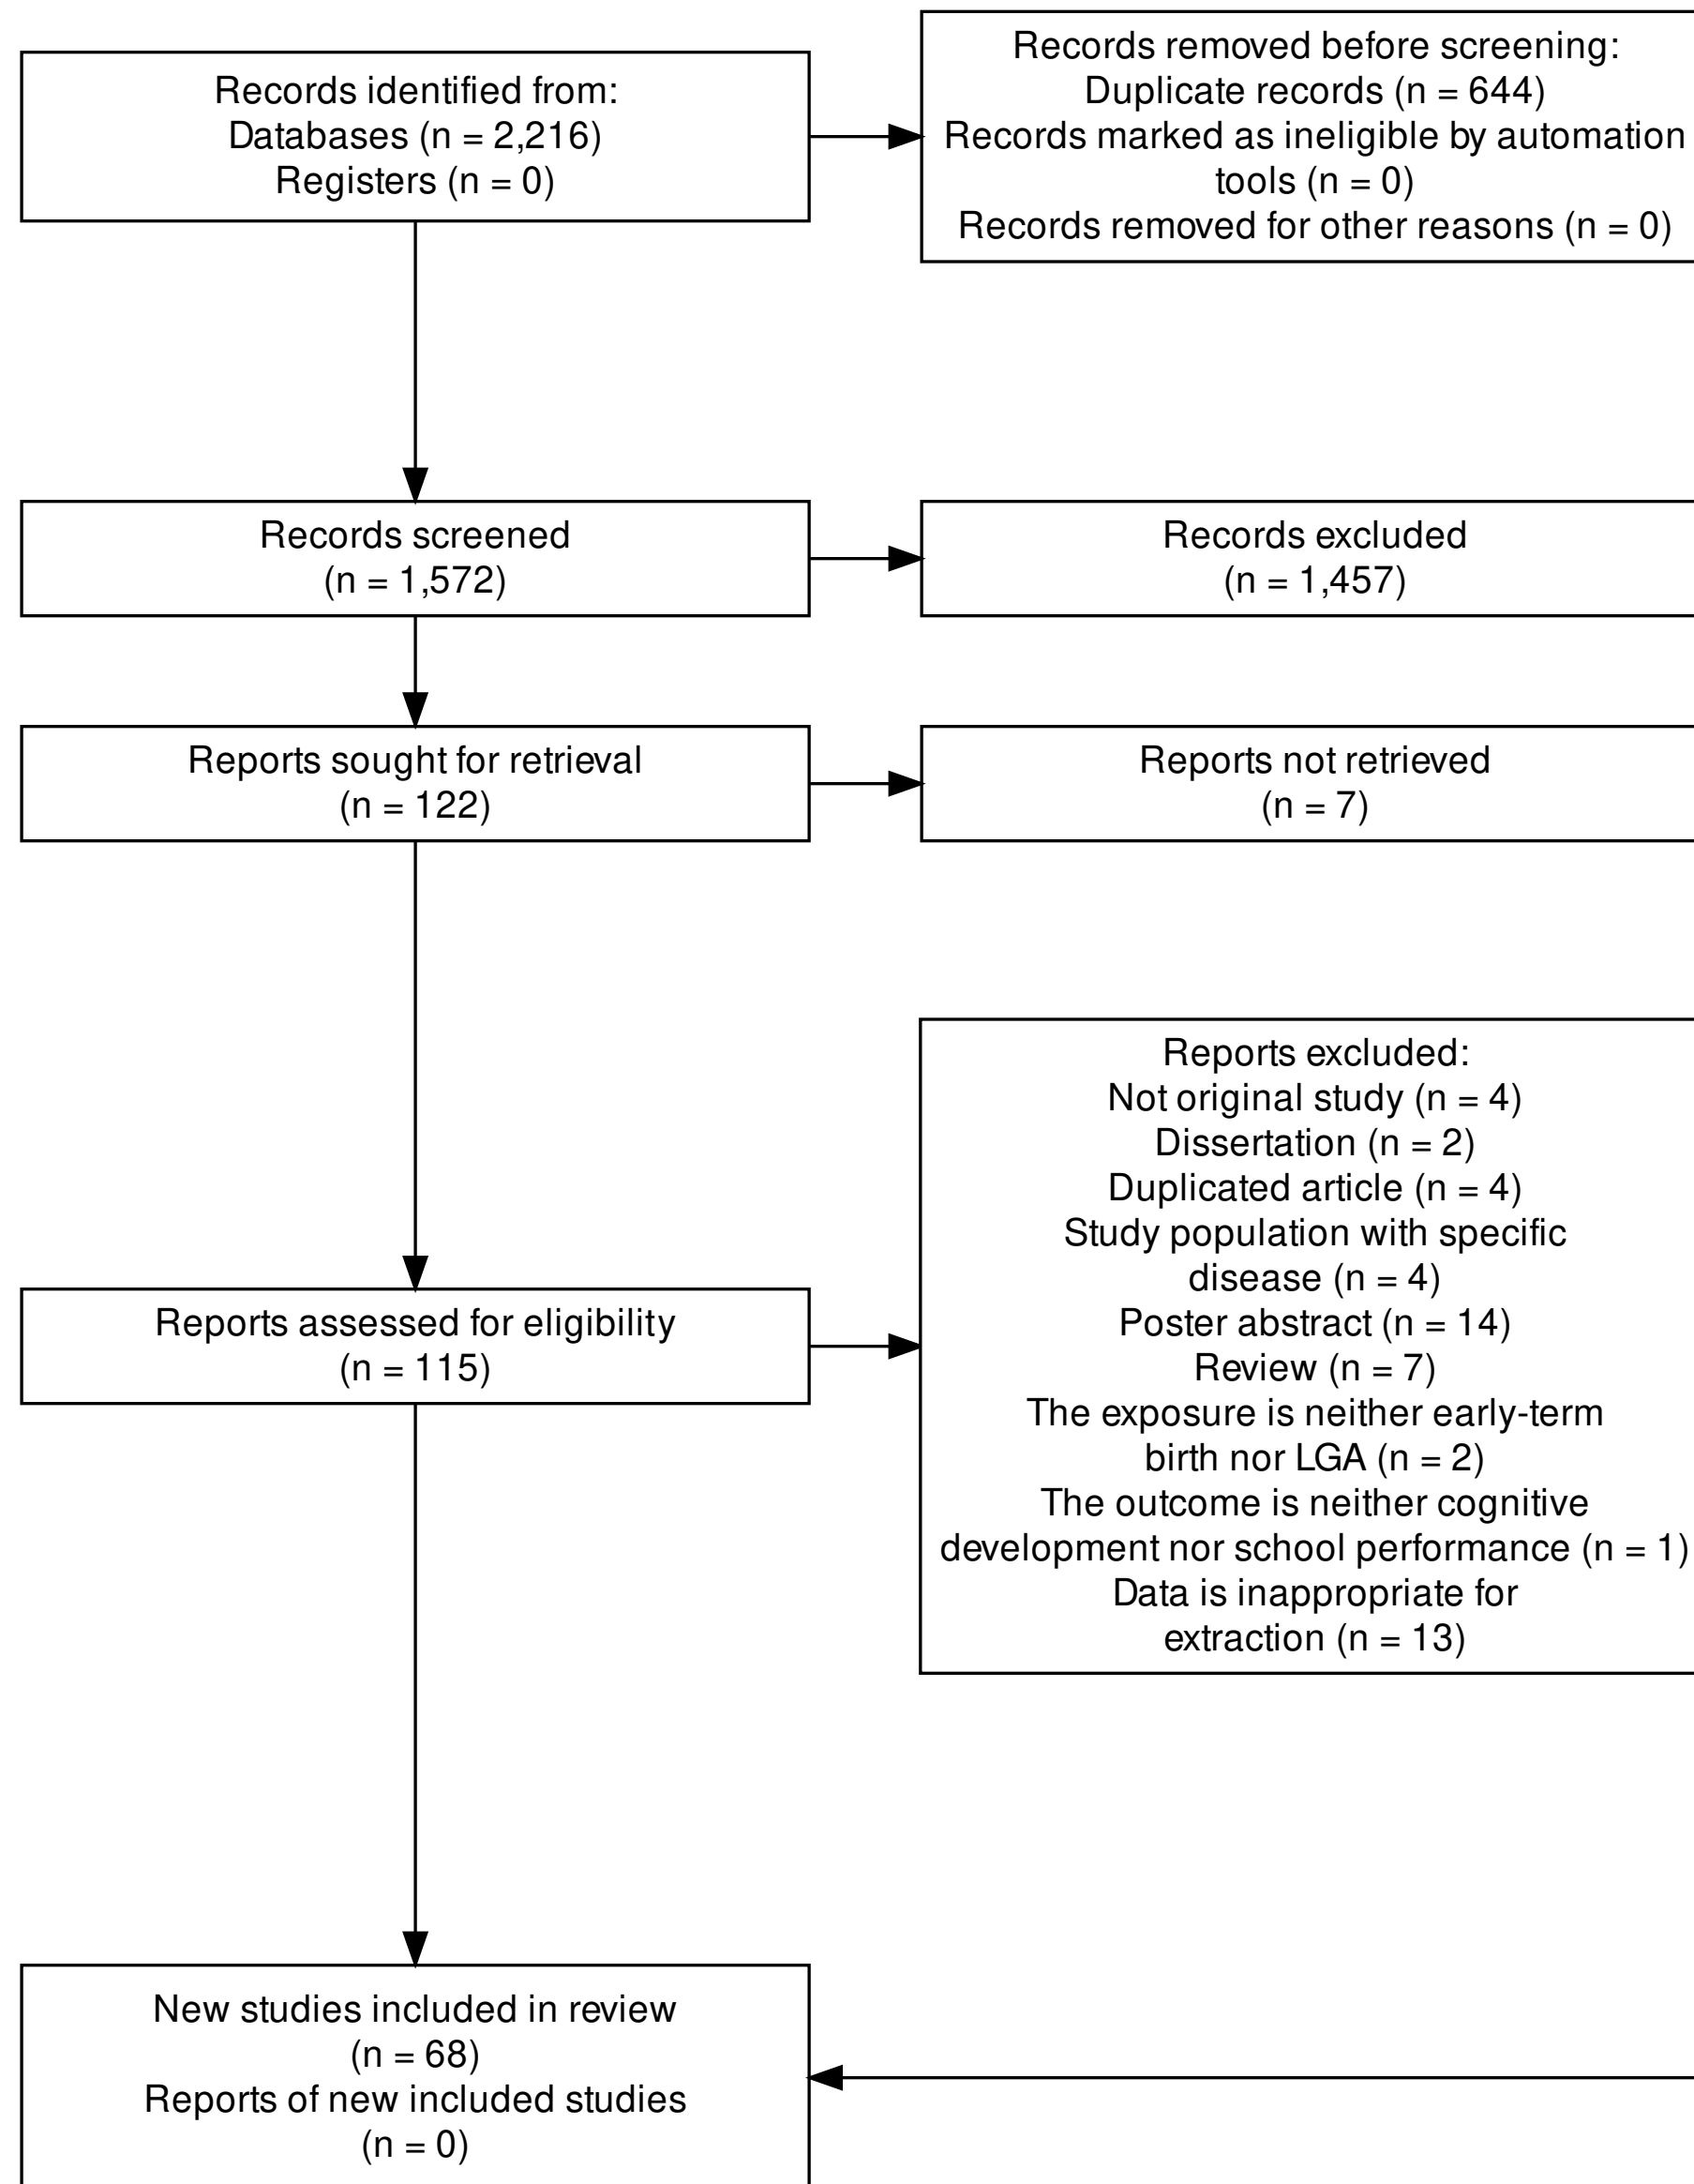 Records identified from:
Databases (n = 2,216)
Registers (n = 0)
Records removed before screening:
Duplicate records (n = 644)
Records marked as ineligible by automation
tools (n = 0)
Records removed for other reasons (n = 0)
Records screened
(n = 1,572)
Records excluded
(n = 1,457)
Reports sought for retrieval
(n = 122)
Reports not retrieved
(n = 7)
Reports assessed for eligibility
(n = 115)
Reports excluded:
Not original study (n = 4)
Dissertation (n = 2)
Duplicated article (n = 4)
Study population with specific
disease (n = 4)
Poster abstract (n = 14)
Review (n = 7)
The exposure is neither early-term
birth nor LGA (n = 2)
The outcome is neither cognitive
development nor school performance (n = 1)
Data is inappropriate for
extraction (n = 13)
New studies included in review
(n = 68)
Reports of new included studies
(n = 0)